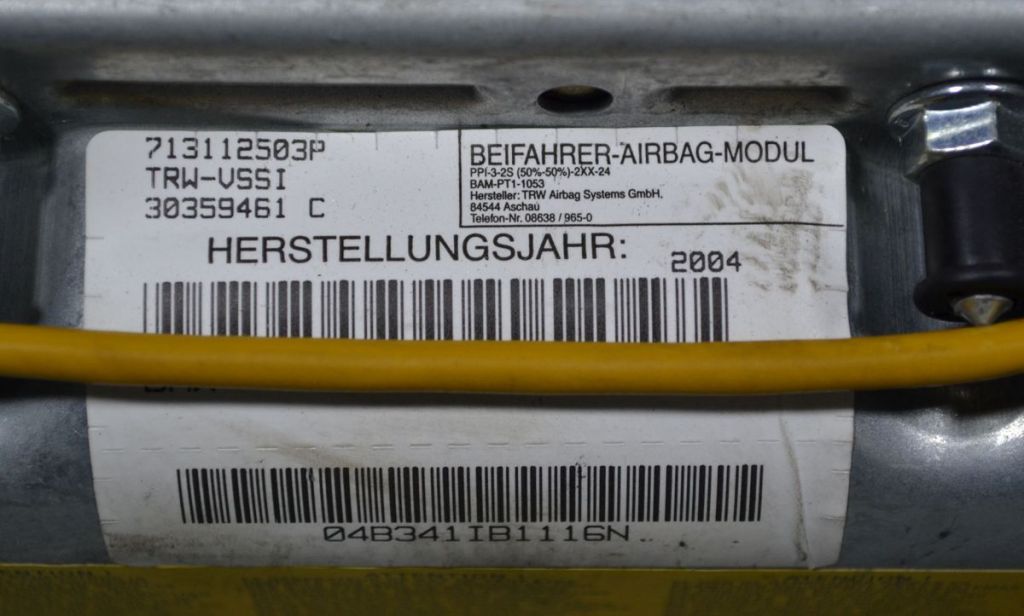 713112503P
TRW-VSSI
30359461 C
BEIFAHRER-AIRBAG-MODUL
PPI-3-2S (50%-50%)-2XX-24
BAM-PT1-1053
Hersteller: TRW Airbag Systems GmbH.
84544 Aschau
Telefon-Nr. 08638 / 965-0
HERSTELLUNGSJAHR: 2004
04B341IB1116N